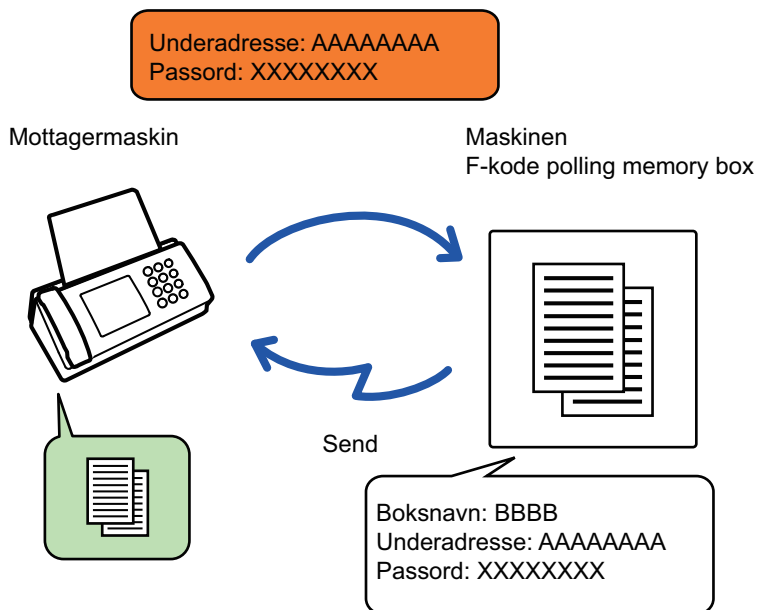 Underadresse: AAAAAAAA
Passord: XXXXXXXX
Mottagermaskin
Maskinen
F-kode polling memory box
Send
Boksnavn: BBBB
Underadresse: AAAAAAAA
Passord: XXXXXXXX